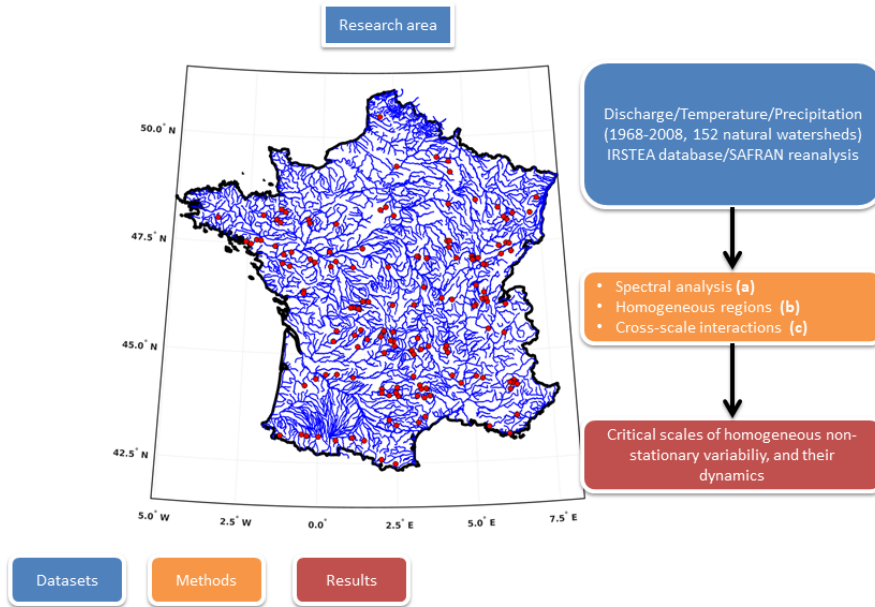 Research area
50.0° N
47.5° N
45.0° N
42.5° N
5.0° W
2.5° W
0.0°
2.5° E
5.0° E
7.5° E
Discharge/Temperature/Precipitation
(1968-2008, 152 natural watersheds)
IRSTEA database/SAFRAN reanalysis
• Spectral analysis (a)
• Homogeneous regions (b)
• Cross-scale interactions (c)
Critical scales of homogeneous non-
stationary variabiliy, and their
dynamics
Datasets
Methods
Results